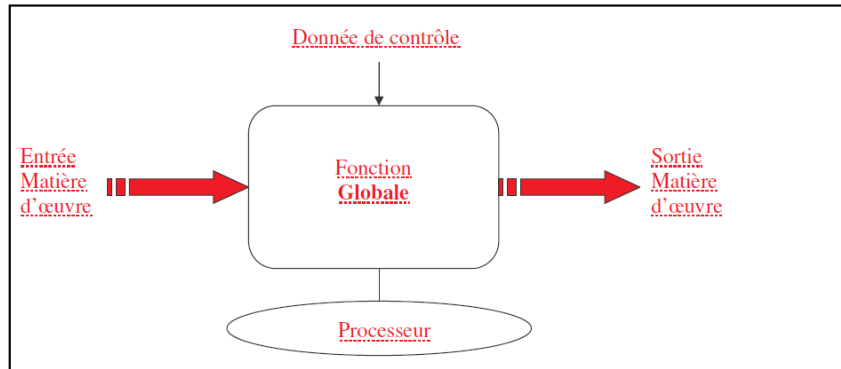 Donnée de contrôle
Entrée
Matière
d'œuvre
Fonction
Globale
Sortie
Matière
d'œuvre
Processeur